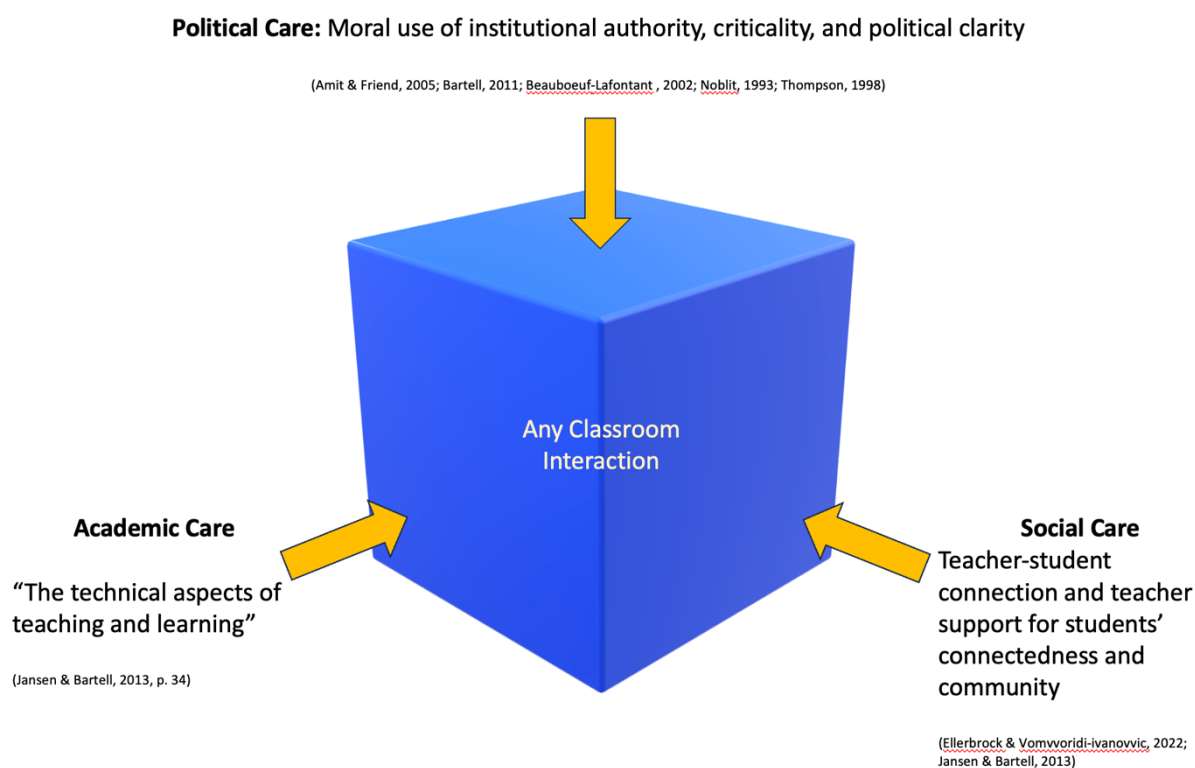 Political Care: Moral use of institutional authority, criticality, and political clarity
(Amit & Friend, 2005; Bartell, 2011; Beauboeuf-Lafontant , 2002; Noblit, 1993; Thompson, 1998)
Any Classroom
Interaction
Academic Care
“The technical aspects of
teaching and learning”
(Jansen & Bartell, 2013, p. 34)
Social Care
Teacher-student
connection and teacher
support for students’
connectedness and
community
(Ellerbrock & Vomvvoridi-ivanovvic, 2022;
Jansen & Bartell, 2013)